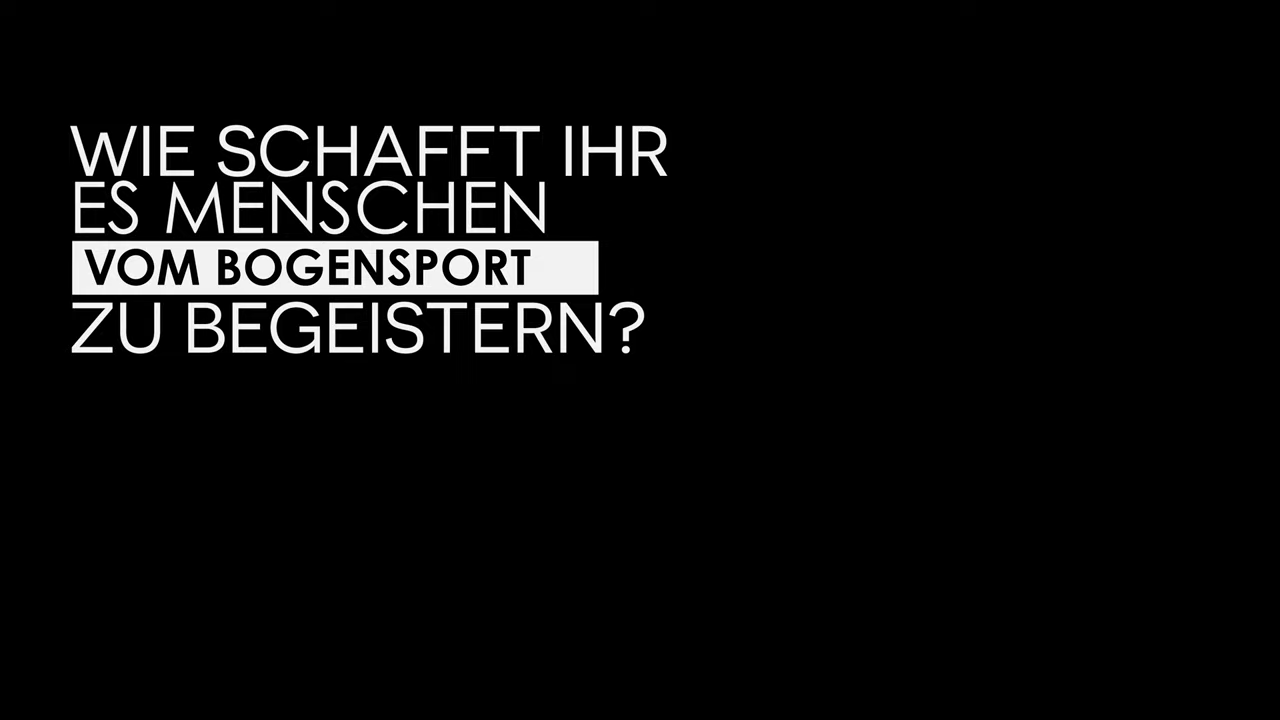 WIE SCHAFFT IHR
ES MENSCHEN
VOM BOGENSPORT
ZU BEGEISTERN?